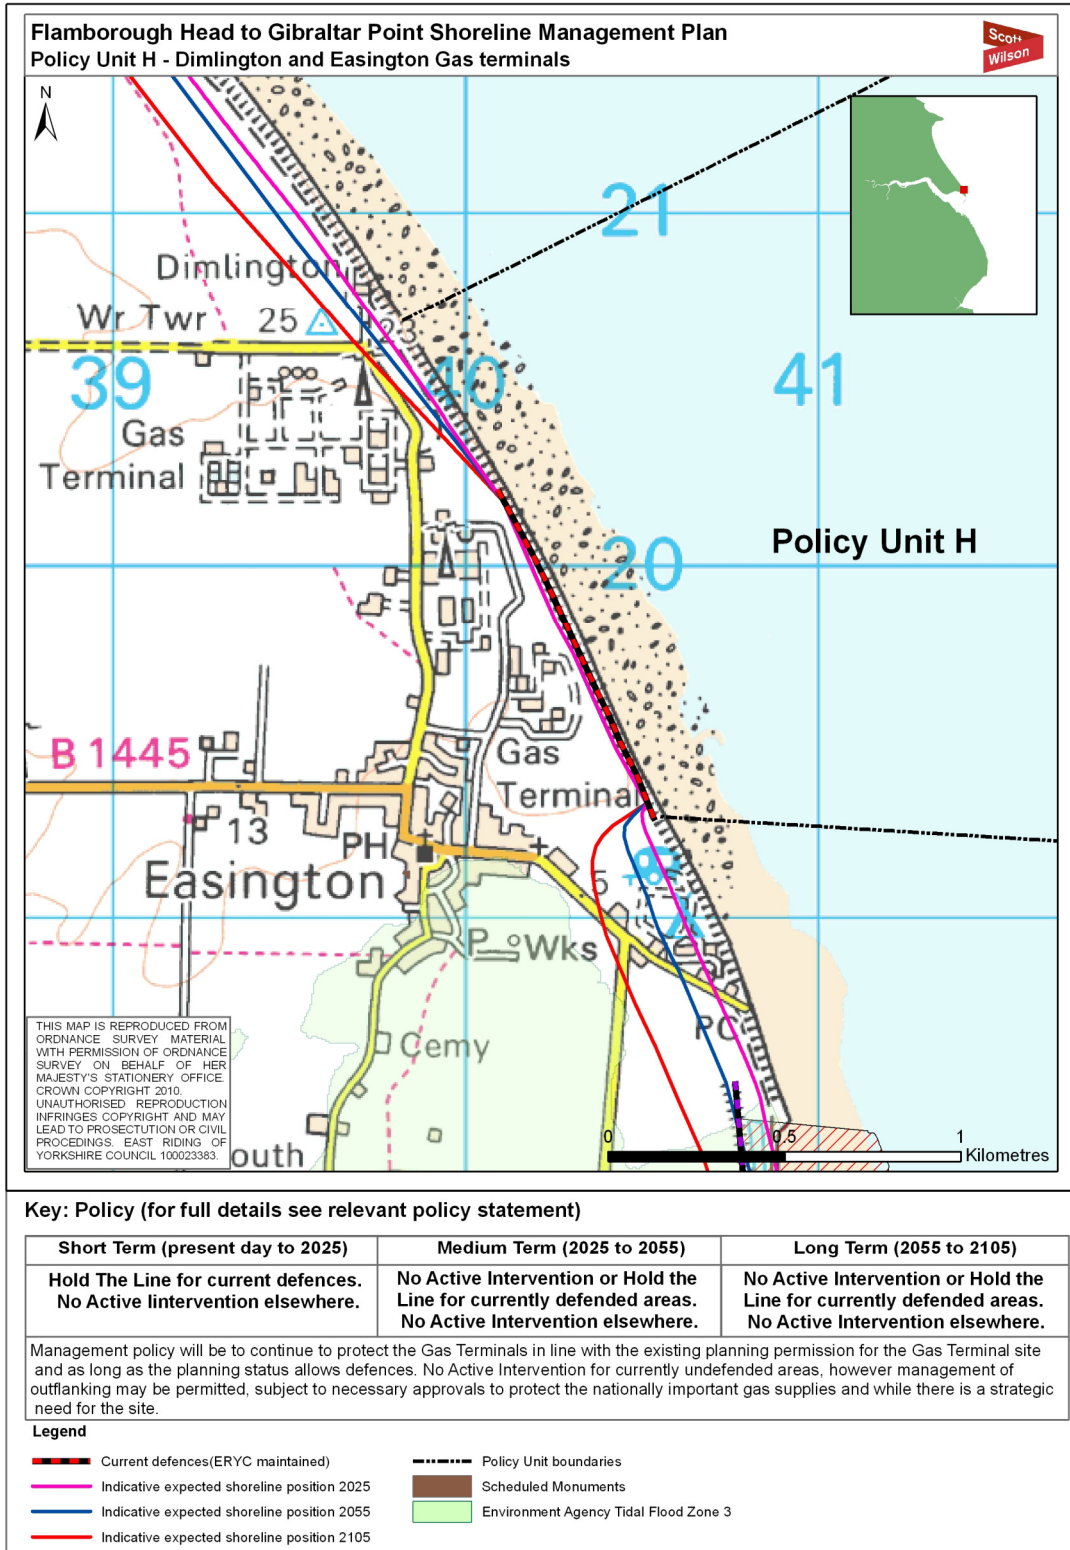 Flamborough Head to Gibraltar Point Shoreline Management Plan
Policy Unit H - Dimlington and Easington Gas terminals
Scott
Wilson
N
21
Dimlington
Wr Twr
25
23
39
40
41
Gas
Terminal
Policy Unit H
20
B 1445
Gas
Terminal
13
PH
Easington
5
P
Wks
PC
Cemy
outh
THIS MAP IS REPRODUCED FROM
ORDNANCE SURVEY MATERIAL
WITH PERMISSION OF ORDNANCE
SURVEY ON BEHALF OF HER
MAJESTY'S STATIONERY OFFICE.
CROWN COPYRIGHT 2010.
UNAUTHORISED REPRODUCTION
INFRINGES COPYRIGHT AND MAY
LEAD TO PROSECTUTION OR CIVIL
PROCEDINGS. EAST RIDING OF
YORKSHIRE COUNCIL 100023383.
0 0.5 1
Kilometres
Key: Policy (for full details see relevant policy statement)
Short Term (present day to 2025)
Medium Term (2025 to 2055)
Long Term (2055 to 2105)
Hold The Line for current defences.
No Active Iintervention elsewhere.
No Active Intervention or Hold the
Line for currently defended areas.
No Active Intervention elsewhere.
No Active Intervention or Hold the
Line for currently defended areas.
No Active Intervention elsewhere.
Management policy will be to continue to protect the Gas Terminals in line with the existing planning permission for the Gas Terminal site
and as long as the planning status allows defences. No Active Intervention for currently undefended areas, however management of
outflanking may be permitted, subject to necessary approvals to protect the nationally important gas supplies and while there is a strategic
need for the site.
Legend
Current defences(ERYC maintained)
Indicative expected shoreline position 2025
Indicative expected shoreline position 2055
Indicative expected shoreline position 2105
Policy Unit boundaries
Scheduled Monuments
Environment Agency Tidal Flood Zone 3